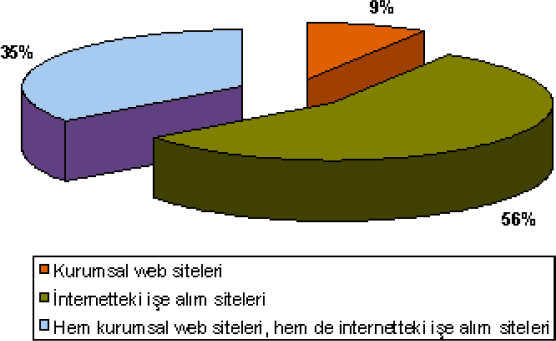 9%
35%
56%
Kurumsal web siteleri
İnternetteki işe alım siteleri
Hem kurumsal web siteleri, hem de internetteki işe alım siteleri